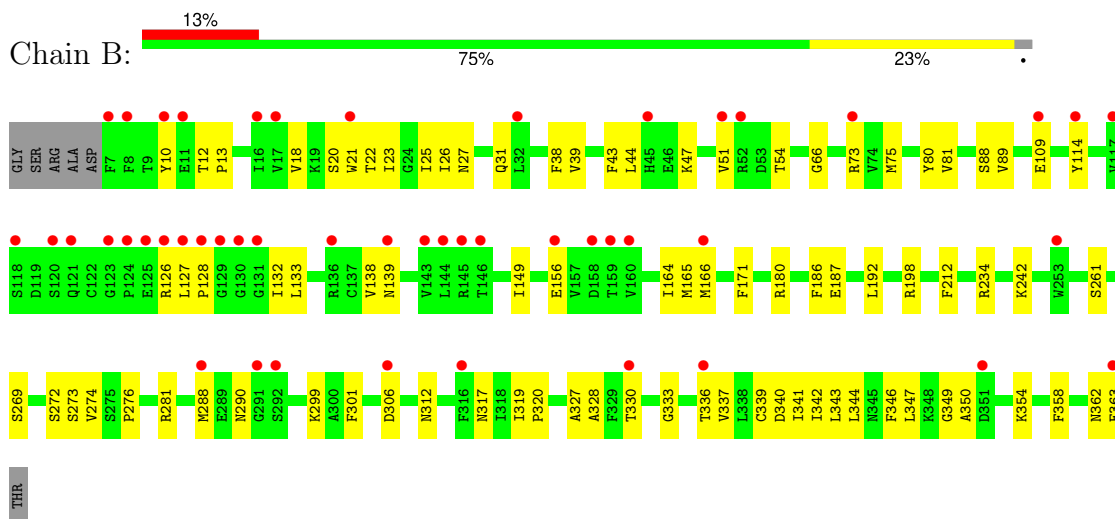 13%
Chain B:
75% 23% •
GLY SER ARG ALA ASP F7 F8 T9 Y10 E11 T12 P13 I16 V17 V18 K19 S20 W21 T22 I23 G24 I25 I26 N27 Q31 L32 F38 V39 F43 L44 H45 E46 K47 V51 R52 D53 T54 G66 R73 V74 M75 Y80 V81 S88 V89 E109 Y114
S118 D119 S120 Q121 C122 G123 P124 E125 R126 L127 P128 G129 G130 G131 I132 L133 R136 C137 V138 N139 V143 L144 R145 T146 I149 E156 V157 D158 T159 V160 I164 M165 M166 F171 R180 F186 E187 L192 R198 F212 R234 K242 W253 S261
S269 S272 S273 V274 S275 P276 R281 M288 E289 N290 G291 S292 K299 A300 F301 D306 N312 F316 N317 I318 I319 P320 A327 A328 F329 T330 G333 T336 V337 L338 C339 D340 I341 I342 L343 L344 N345 F346 L347 K348 G349 A350 D351 K354 F358 N362
THR